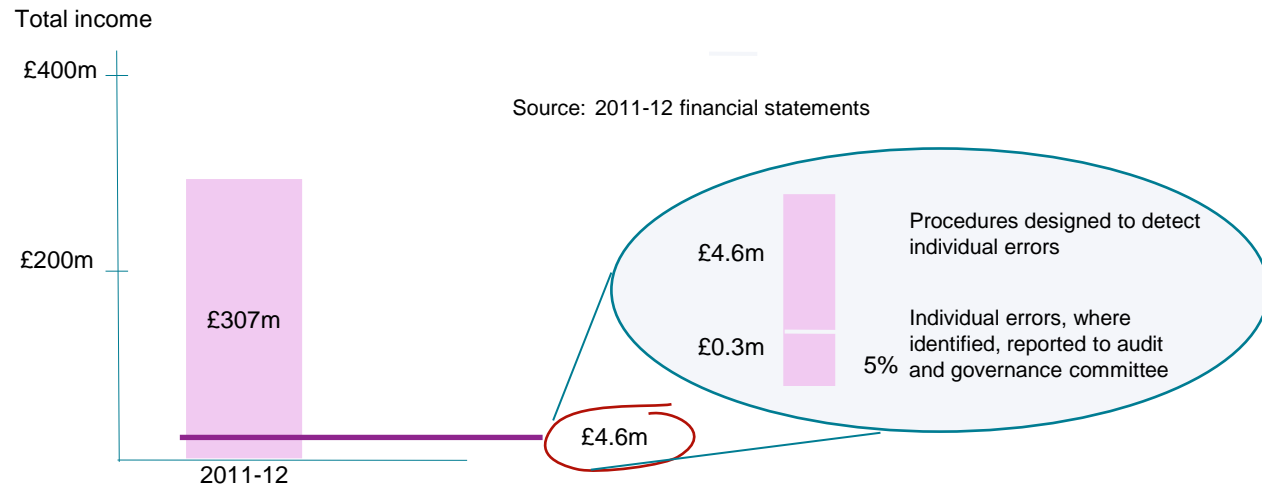 Total income
£400m
Source: 2011-12 financial statements
£200m
£307m
2011-12
£4.6m
£4.6m
Procedures designed to detect
individual errors
£0.3m
5%
Individual errors, where
identified, reported to audit
and governance committee